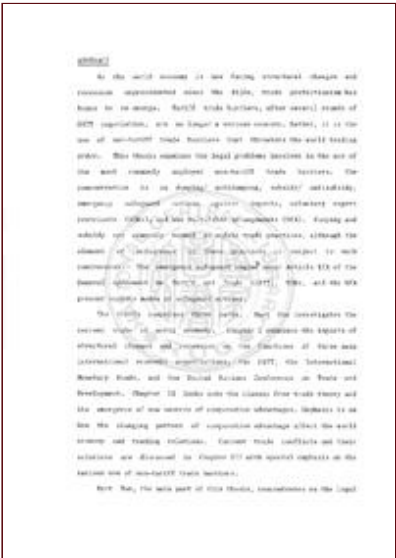 Abstract
As the world economy is now facing structural changes and
recession unprecedented since the 1930s, trade protectionism has
begun to re-emerge. Tariff trade barriers, after several rounds of
GATT negotiation, are no longer a serious concern. Rather, it is the
use of non-tariff trade barriers that threatens the world trading
order. This thesis examines the legal problems involved in the use of
the most commonly employed non-tariff trade barriers. The
concentration is on dumping/ antidumping, subsidy/ antisubsidy,
emergency safeguard actions against imports, voluntary export
restraints and the Multifibre Arrangements (MFA). Dumping and
subsidy are commonly termed as unfair trade practices, although the
element of in these practices is subject to much
controversy. The emergency safeguard regime under Article XIX of the
General Agreement on Tariffs and Trade (GATT), VERs, and the MFA
present modes of safeguard actions.
The study comprises three parts. Part One investigates the
current state of world economy. Chapter I examines the impacts of
structural changes and recession on the functions of three main
international economic organizations, the GATT, the International
Monetary Funds, and the United Nations Conference on Trade and
Development. Chapter II looks into the classic free trade theory and
the emergence of new sources of comparative advantages. Emphasis is on
how the changing pattern of comparative advantage affect the world
economy and trading relations. Current trade conflicts and their
solutions are discussed in Chapter III with special emphasis on the
use of non-tariff trade barriers.
Part Two, the main part of this thesis, concentrates on the legal